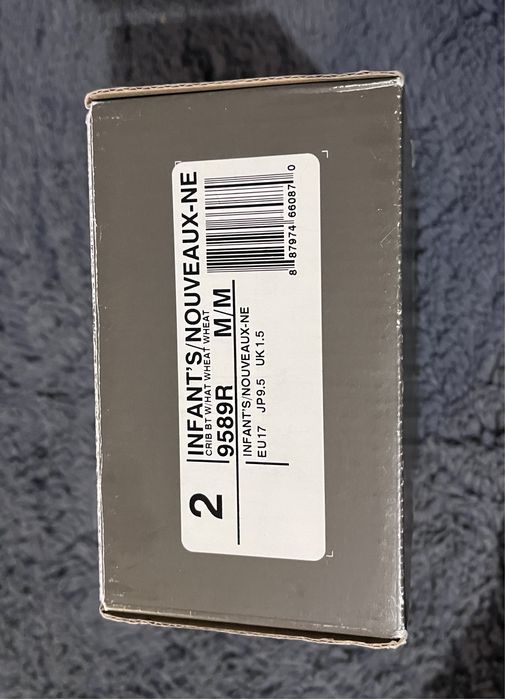 2
INFANT'S/NOUVEAUX-NE
CRIB BT W/HAT WHEAT WHEAT
9589R M/M
INFANT'S/NOUVEAUX-NE
EU17 JP9.5 UK1.5
8 87974 66087 0